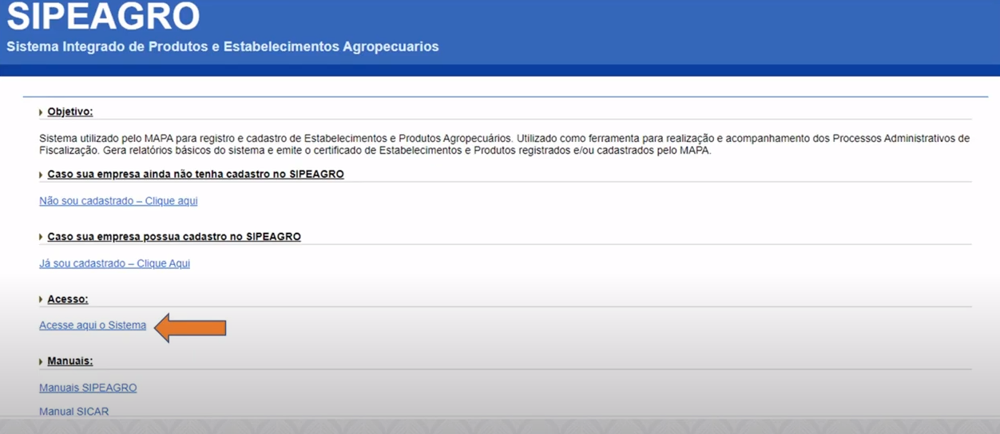 SIPEAGRO
Sistema Integrado de Produtos e Estabelecimentos Agropecuarios
Objetivo:
Sistema utilizado pelo MAPA para registro e cadastro de Estabelecimentos e Produtos Agropecuários. Utilizado como ferramenta para realização e acompanhamento dos Processos Administrativos de
Fiscalização. Gera relatórios básicos do sistema e emite o certificado de Estabelecimentos e Produtos registrados e/ou cadastrados pelo MAPA.
Caso sua empresa ainda não tenha cadastro no SIPEAGRO
Não sou cadastrado – Clique aqui
Caso sua empresa possua cadastro no SIPEAGRO
Já sou cadastrado – Clique Aqui
Acesso:
Acesse aqui o Sistema
Manuais:
Manuais SIPEAGRO
Manual SICAR